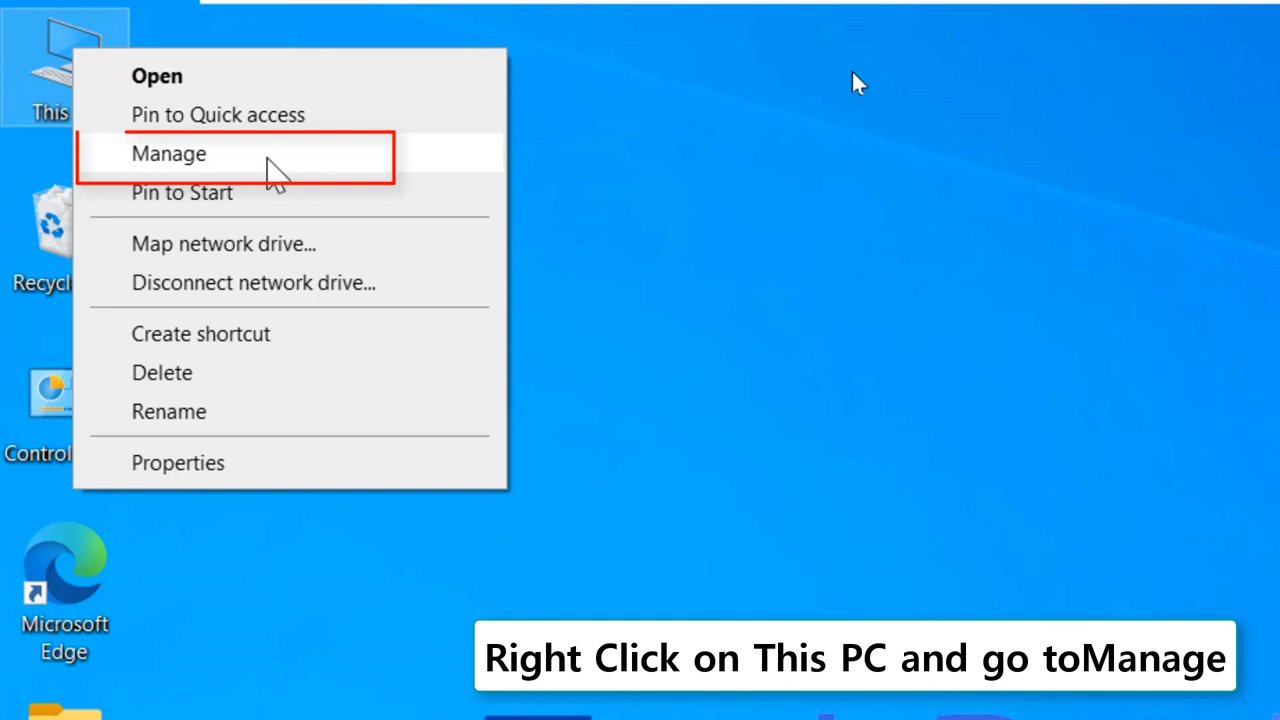 This
Open
Pin to Quick access
Manage
Pin to Start
Map network drive...
Disconnect network drive...
Create shortcut
Delete
Rename
Properties
Recycl
Control
Microsoft
Edge
Right Click on This PC and go toManage